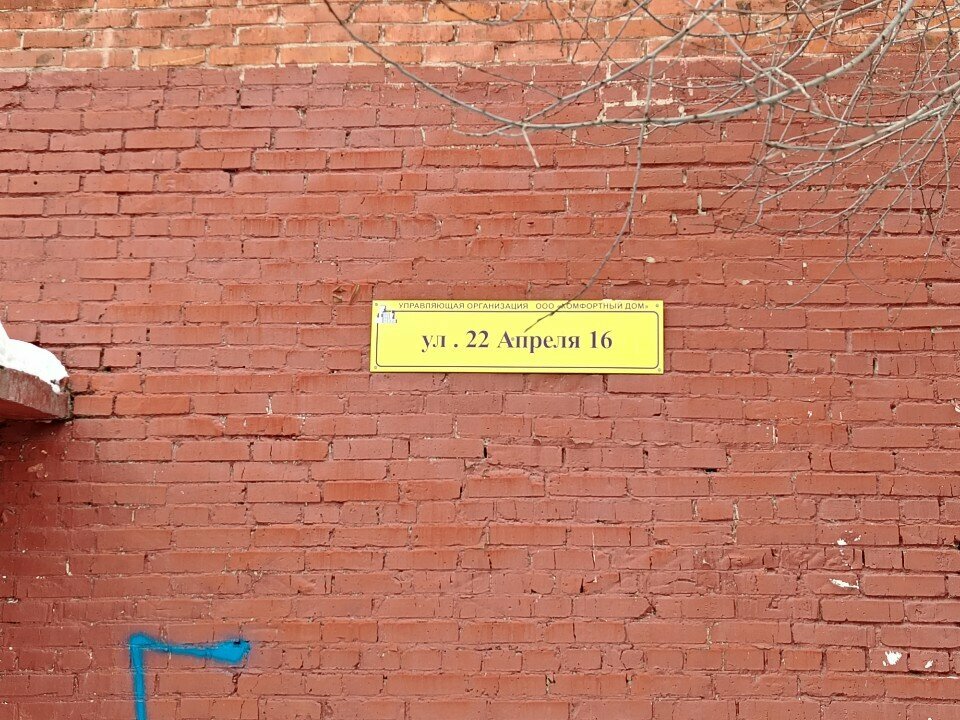 УПРАВЛЯЮЩАЯ ОРГАНИЗАЦИЯ ООО «КОМФОРТНЫЙ ДОМ»
ул . 22 Апреля 16